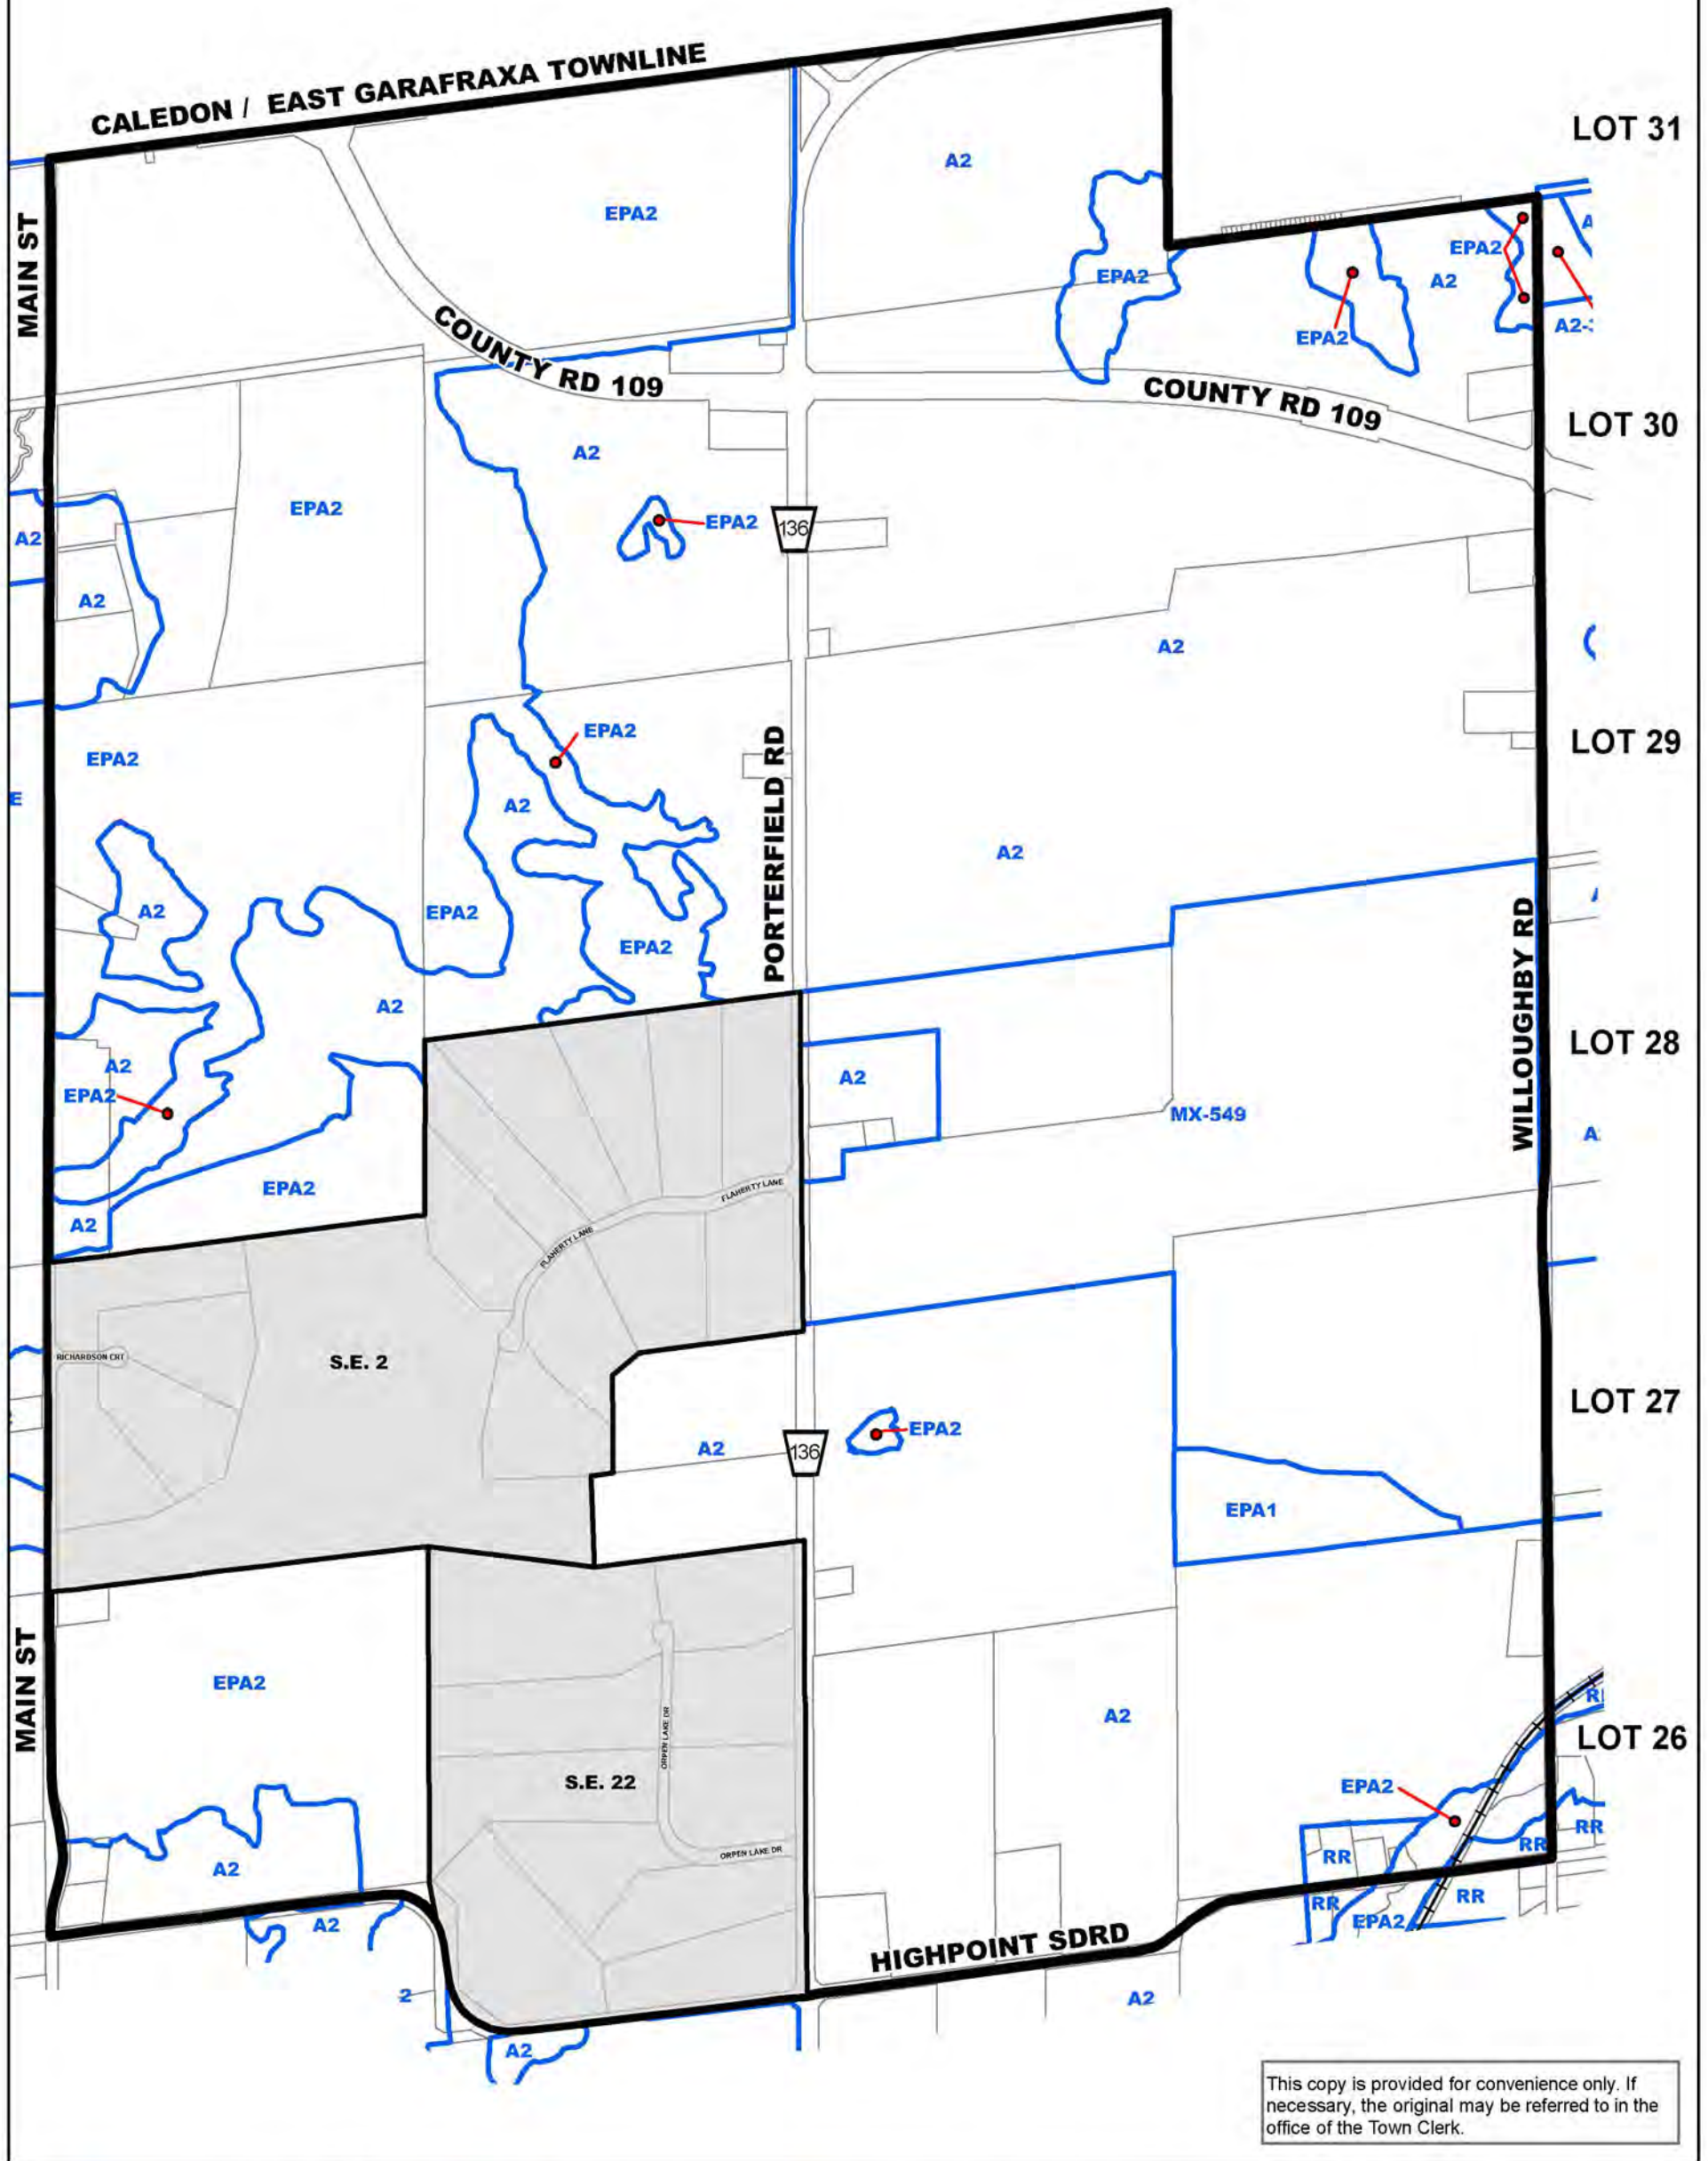 CALEDON / EAST GARAFRAXA TOWNLINE
LOT 31
A2
EPA2
MAIN ST
A
EPA2
EPA2
A2
EPA2
A2-
COUNTY RD 109
COUNTY RD 109
LOT 30
A2
EPA2
EPA2
136
A2
A2
A2
EPA2
LOT 29
EPA2
PORTERFIELD RD
E
A2
A2
A2
EPA2
WILLOUGHBY RD
EPA2
A2
LOT 28
A2
A2
EPA2
MX-549
A
EPA2
FLAHERTY LANE
A2
FLAHERTY LANE
RICHARDSON CRT
S.E. 2
LOT 27
EPA2
A2
136
EPA1
MAIN ST
EPA2
R
A2
LOT 26
ORPEN LAKE DR
S.E. 22
EPA2
RR
RR
ORPEN LAKE DR
RR
A2
RR
RR
A2
EPA2
HIGHPOINT SDRD
2
A2
A2
This copy is provided for convenience only. If
necessary, the original may be referred to in the
office of the Town Clerk.